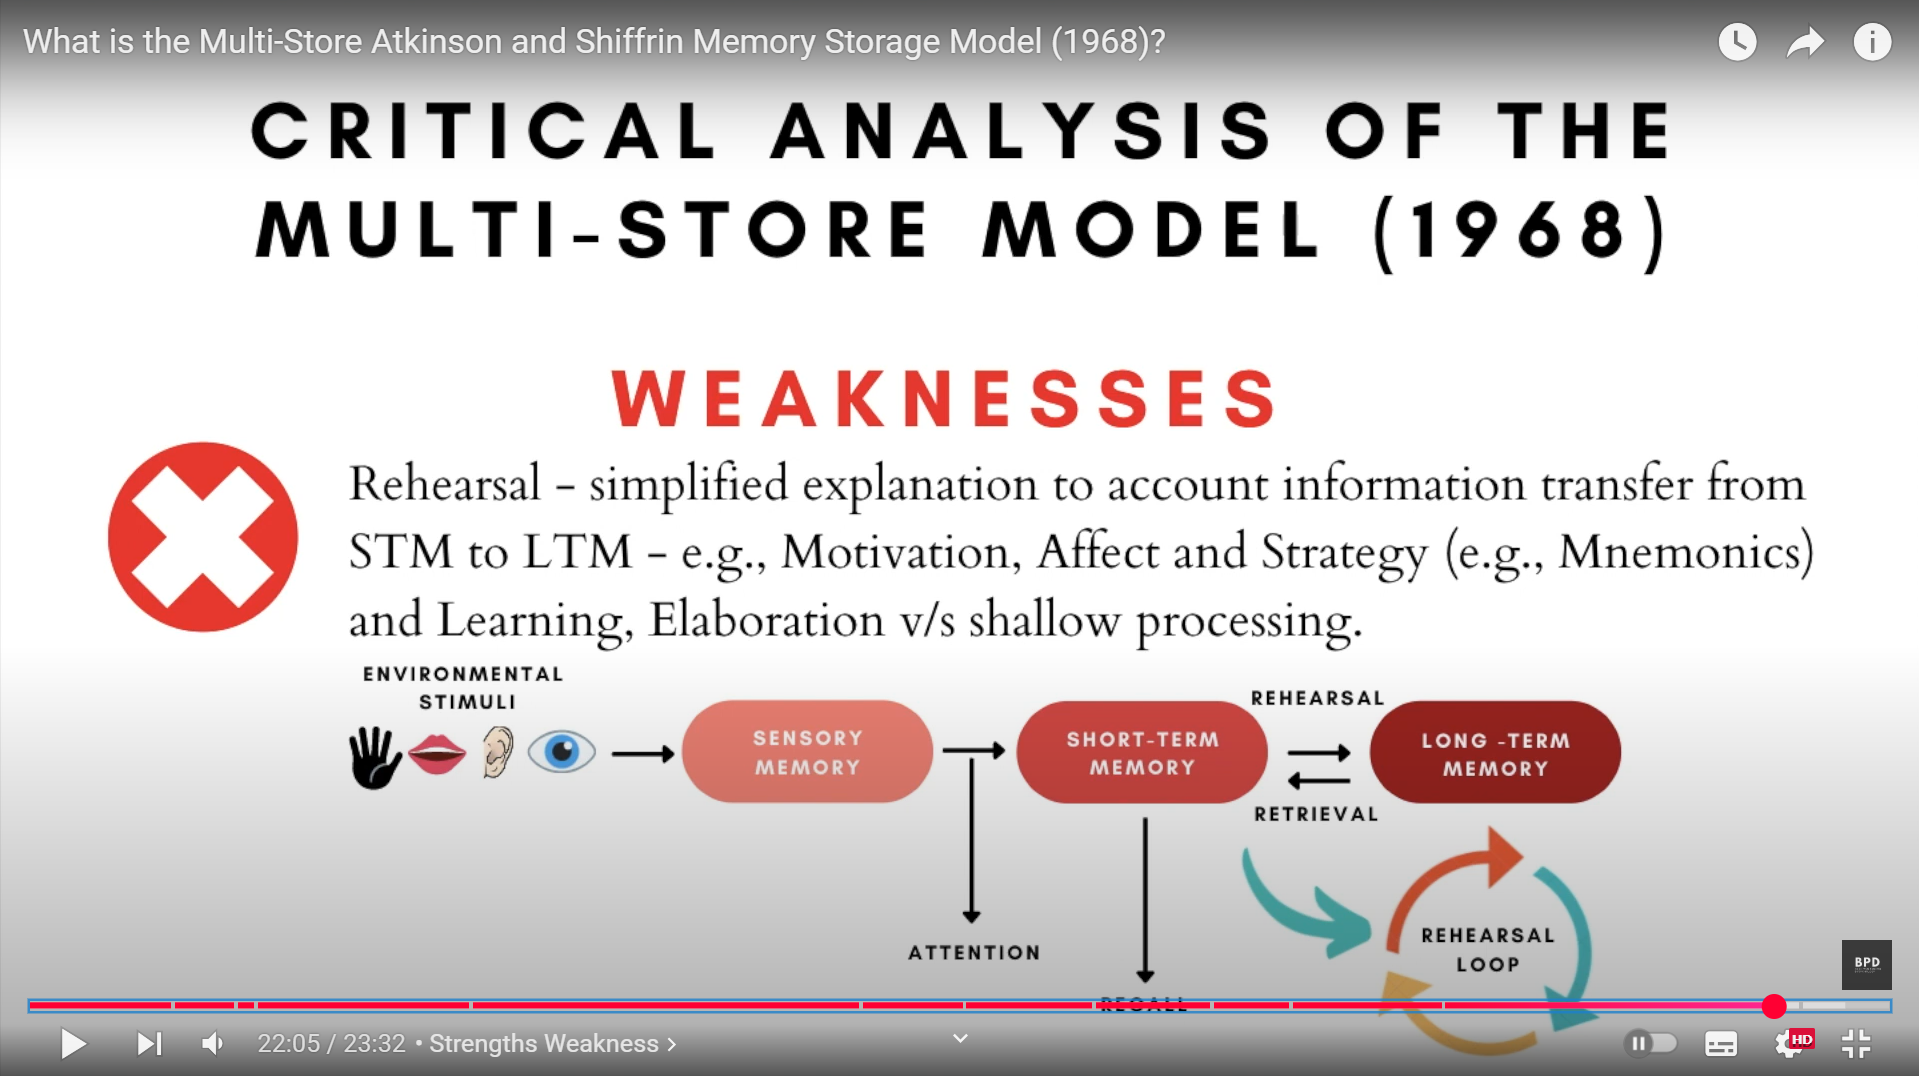 What is the Multi-Store Atkinson and Shiffrin Memory Storage Model (1968)?
CRITICAL ANALYSIS OF THE
MULTI-STORE MODEL (1968)
WEAKNESSES
Rehearsal - simplified explanation to account information transfer from
STM to LTM - e.g., Motivation, Affect and Strategy (e.g., Mnemonics)
and Learning, Elaboration v/s shallow processing.
ENVIRONMENTAL
STIMULI
SENSORY
MEMORY
SHORT-TERM
MEMORY
REHEARSAL
RETRIEVAL
LONG -TERM
MEMORY
ATTENTION
RECALL
REHEARSAL
LOOP
BPD
22:05 / 23:32 • Strengths Weakness
HD